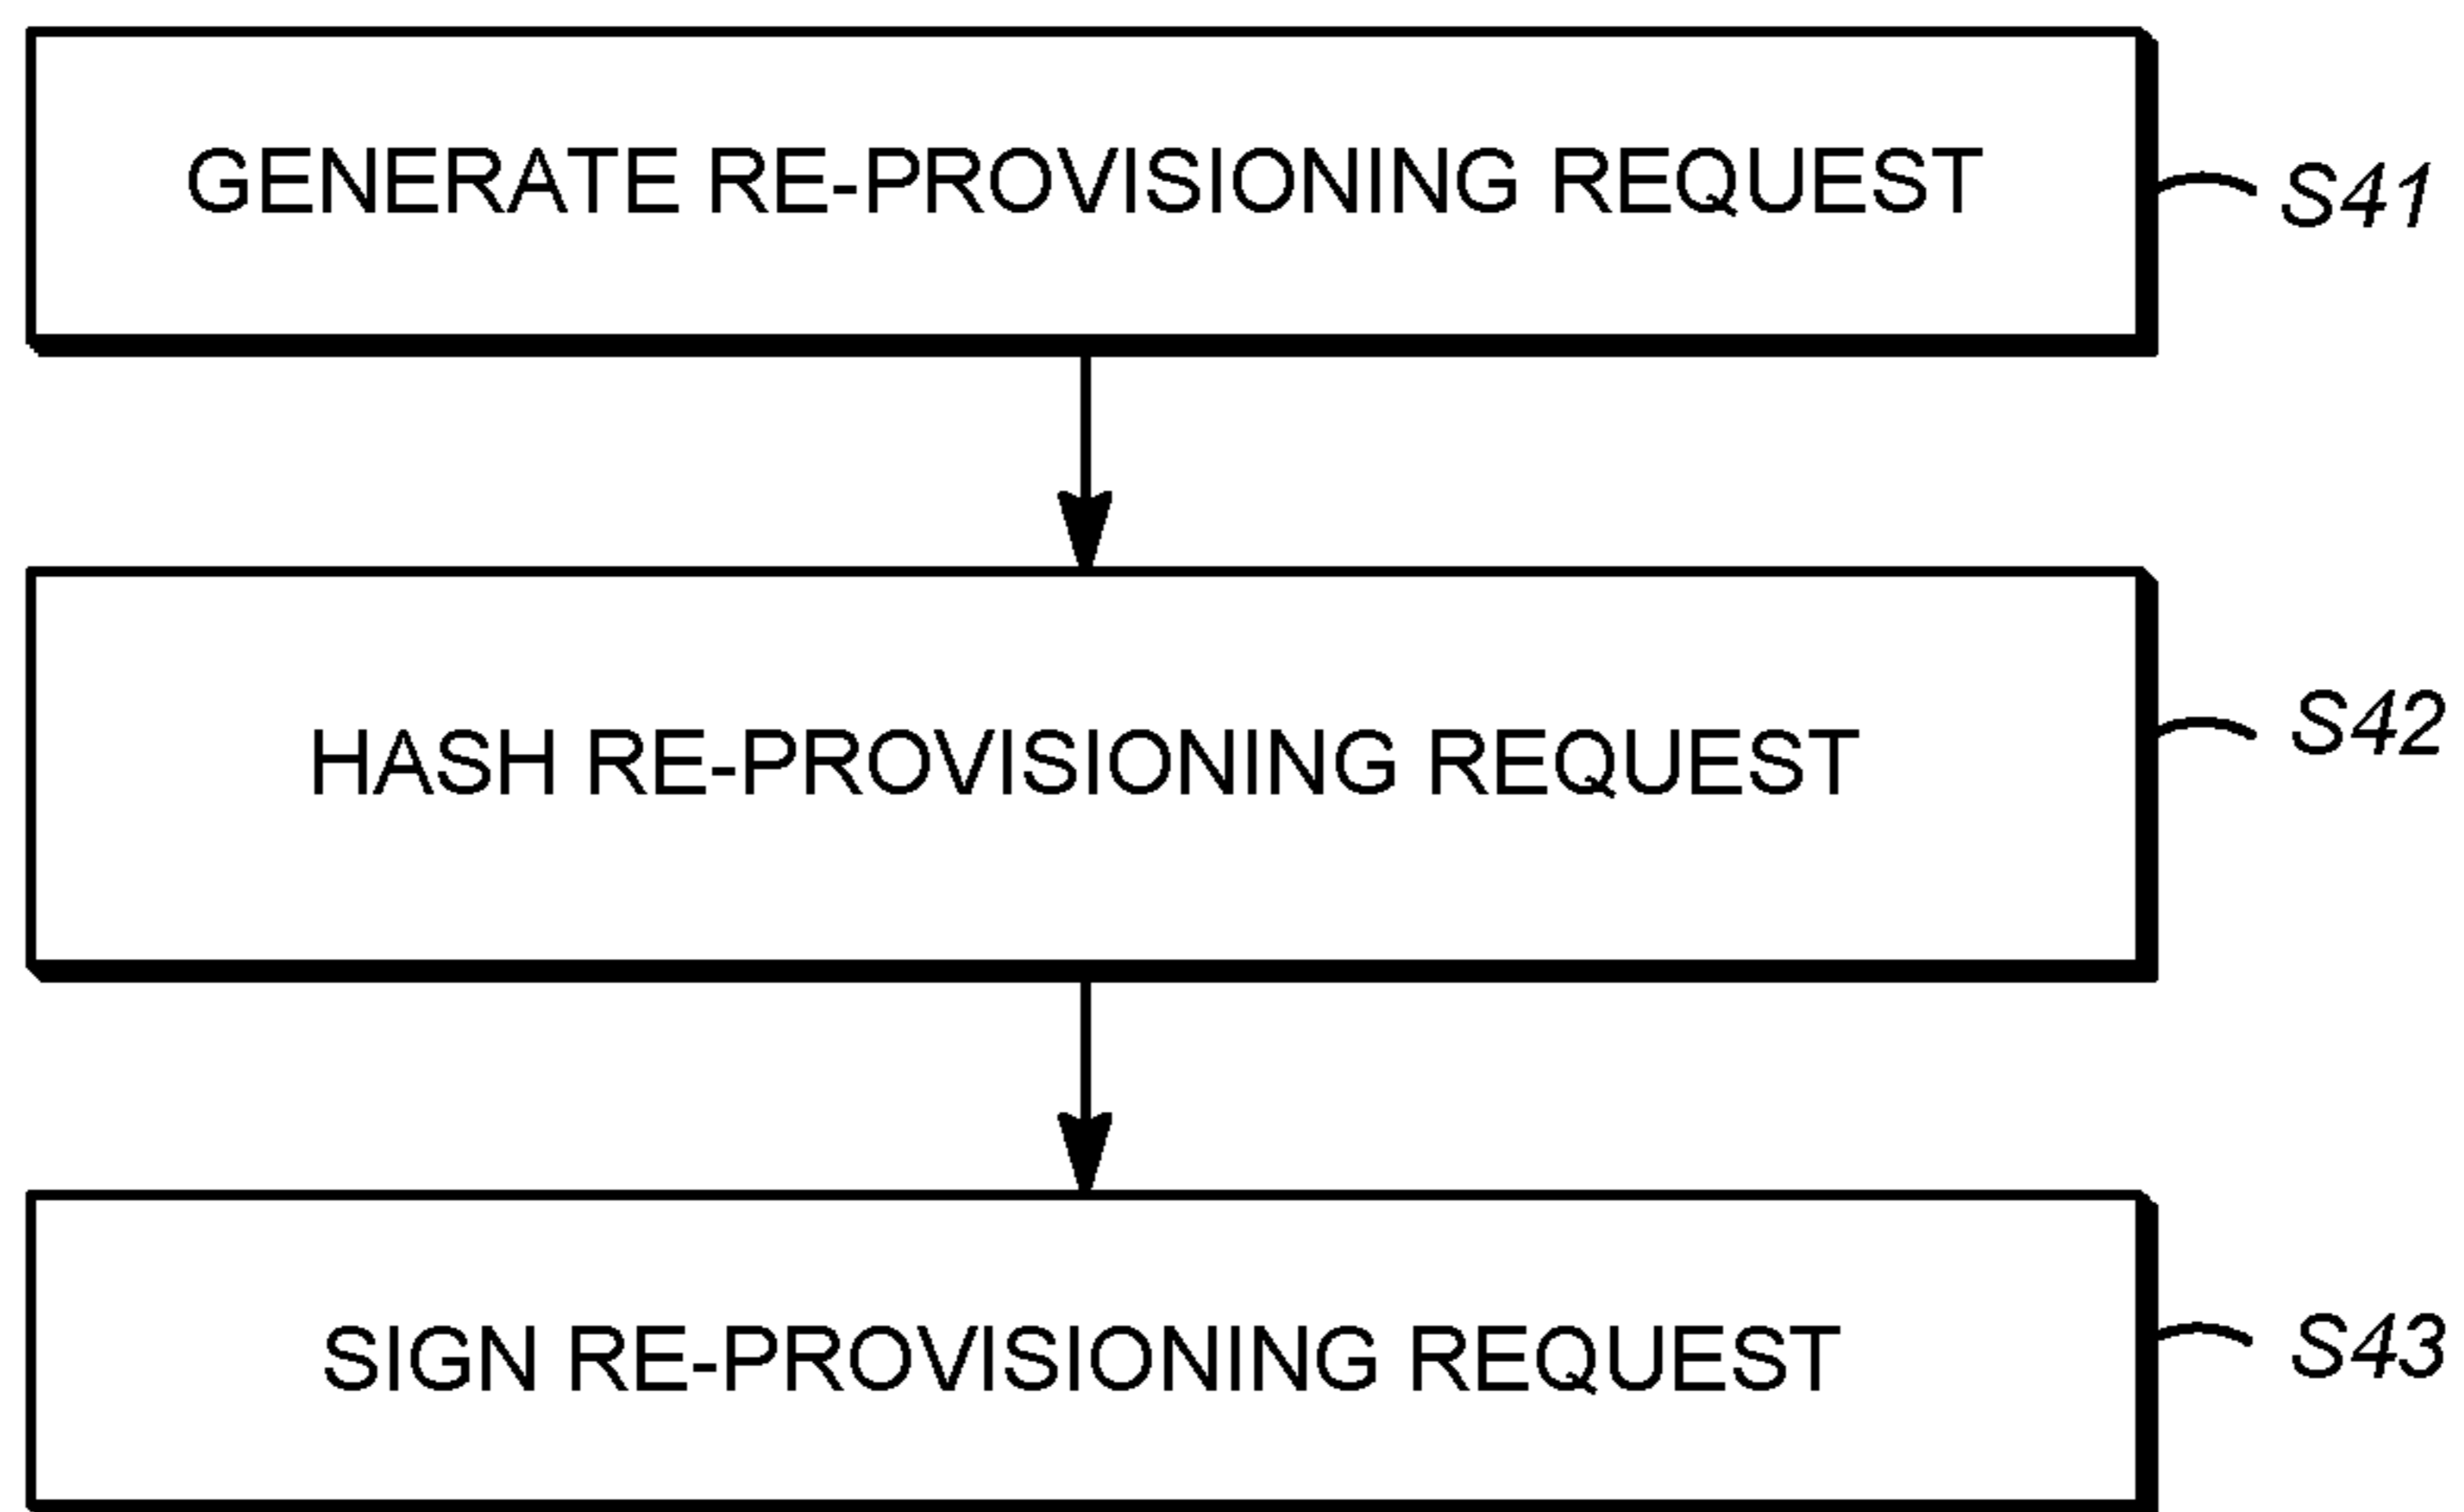 GENERATE RE-PROVISIONING REQUEST
S41
HASH RE-PROVISIONING REQUEST
S42
SIGN RE-PROVISIONING REQUEST
S43